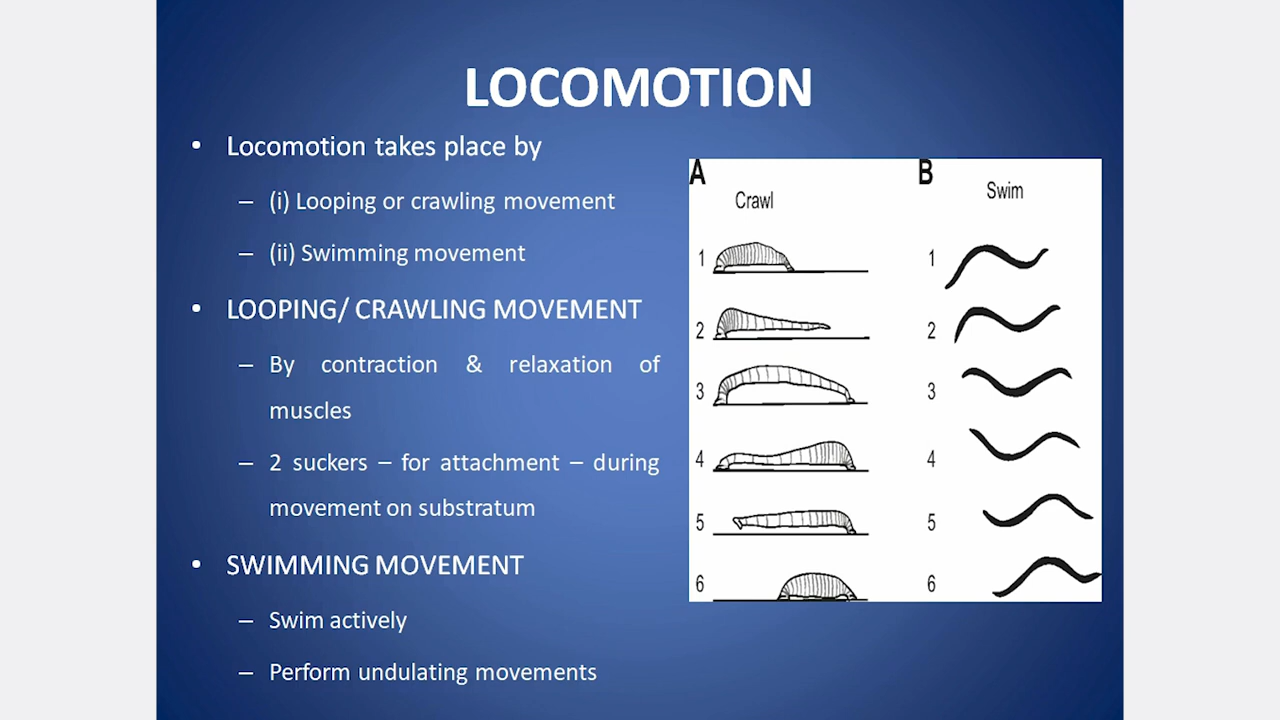 LOCOMOTION
• Locomotion takes place by
– (i) Looping or crawling movement
– (ii) Swimming movement
• LOOPING/ CRAWLING MOVEMENT
– By contraction & relaxation of
muscles
– 2 suckers – for attachment – during
movement on substratum
• SWIMMING MOVEMENT
– Swim actively
– Perform undulating movements
A
Crawl
1
2
3
4
5
6
B
Swim
1
2
3
4
5
6